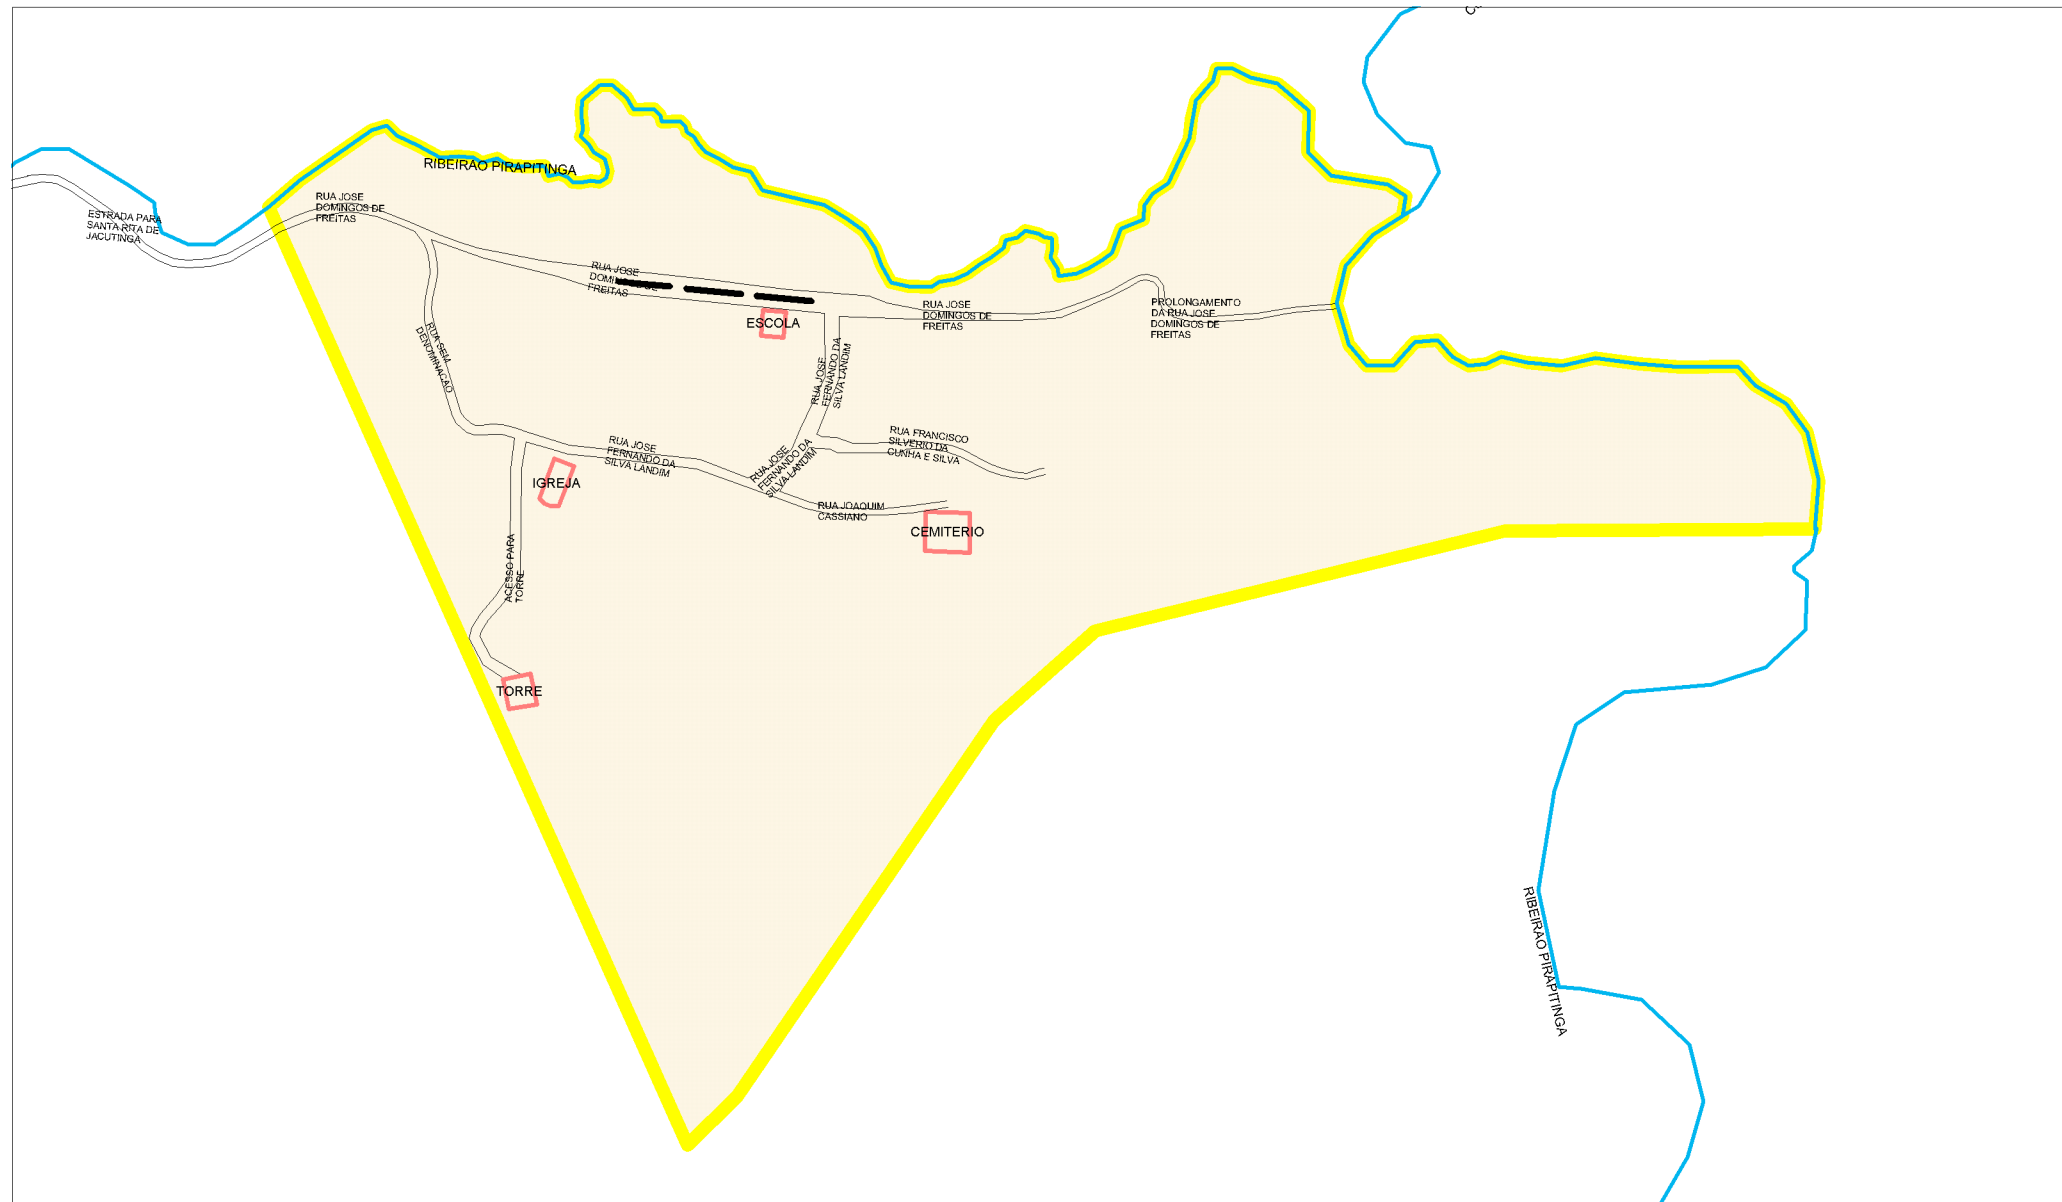 RIBEIRAO PIRAPITINGA
RUA JOSE
DOMINGOS DE
FREITAS
ESTRADA PARA
SANTA RITA DE
JACUTINGA
RUA JOSE
FREITAS
RUA JOSE
DOMINGOS DE
FREITAS
PROLONGAMENTO
DA RUA JOSE
DOMINGOS DE
FREITAS
ESCOLA
RUA SEM
DENOMINACAO
RUA JOSE
FERNANDO DA
SILVA LANDIM
RUA FRANCISCO
SILVERIO DA
CUNHA E SILVA
RUA JOSE
FERNANDO DA
SILVA LANDIM
RUA JOSE
FERNANDO DA
SILVA LANDIM
IGREJA
RUA JOAQUIM
CASSIANO
CEMITERIO
ACESSO PARA
TORRE
TORRE
RIBEIRAO PIRAPITINGA